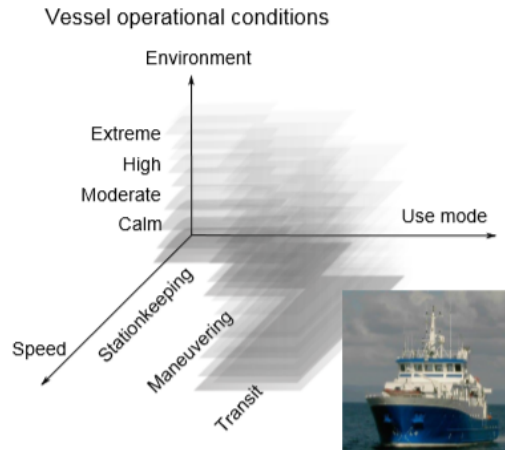 Vessel operational conditions
Environment
Extreme
High
Moderate
Calm
Use mode
Speed
Stationkeeping
Maneuvering
Transit